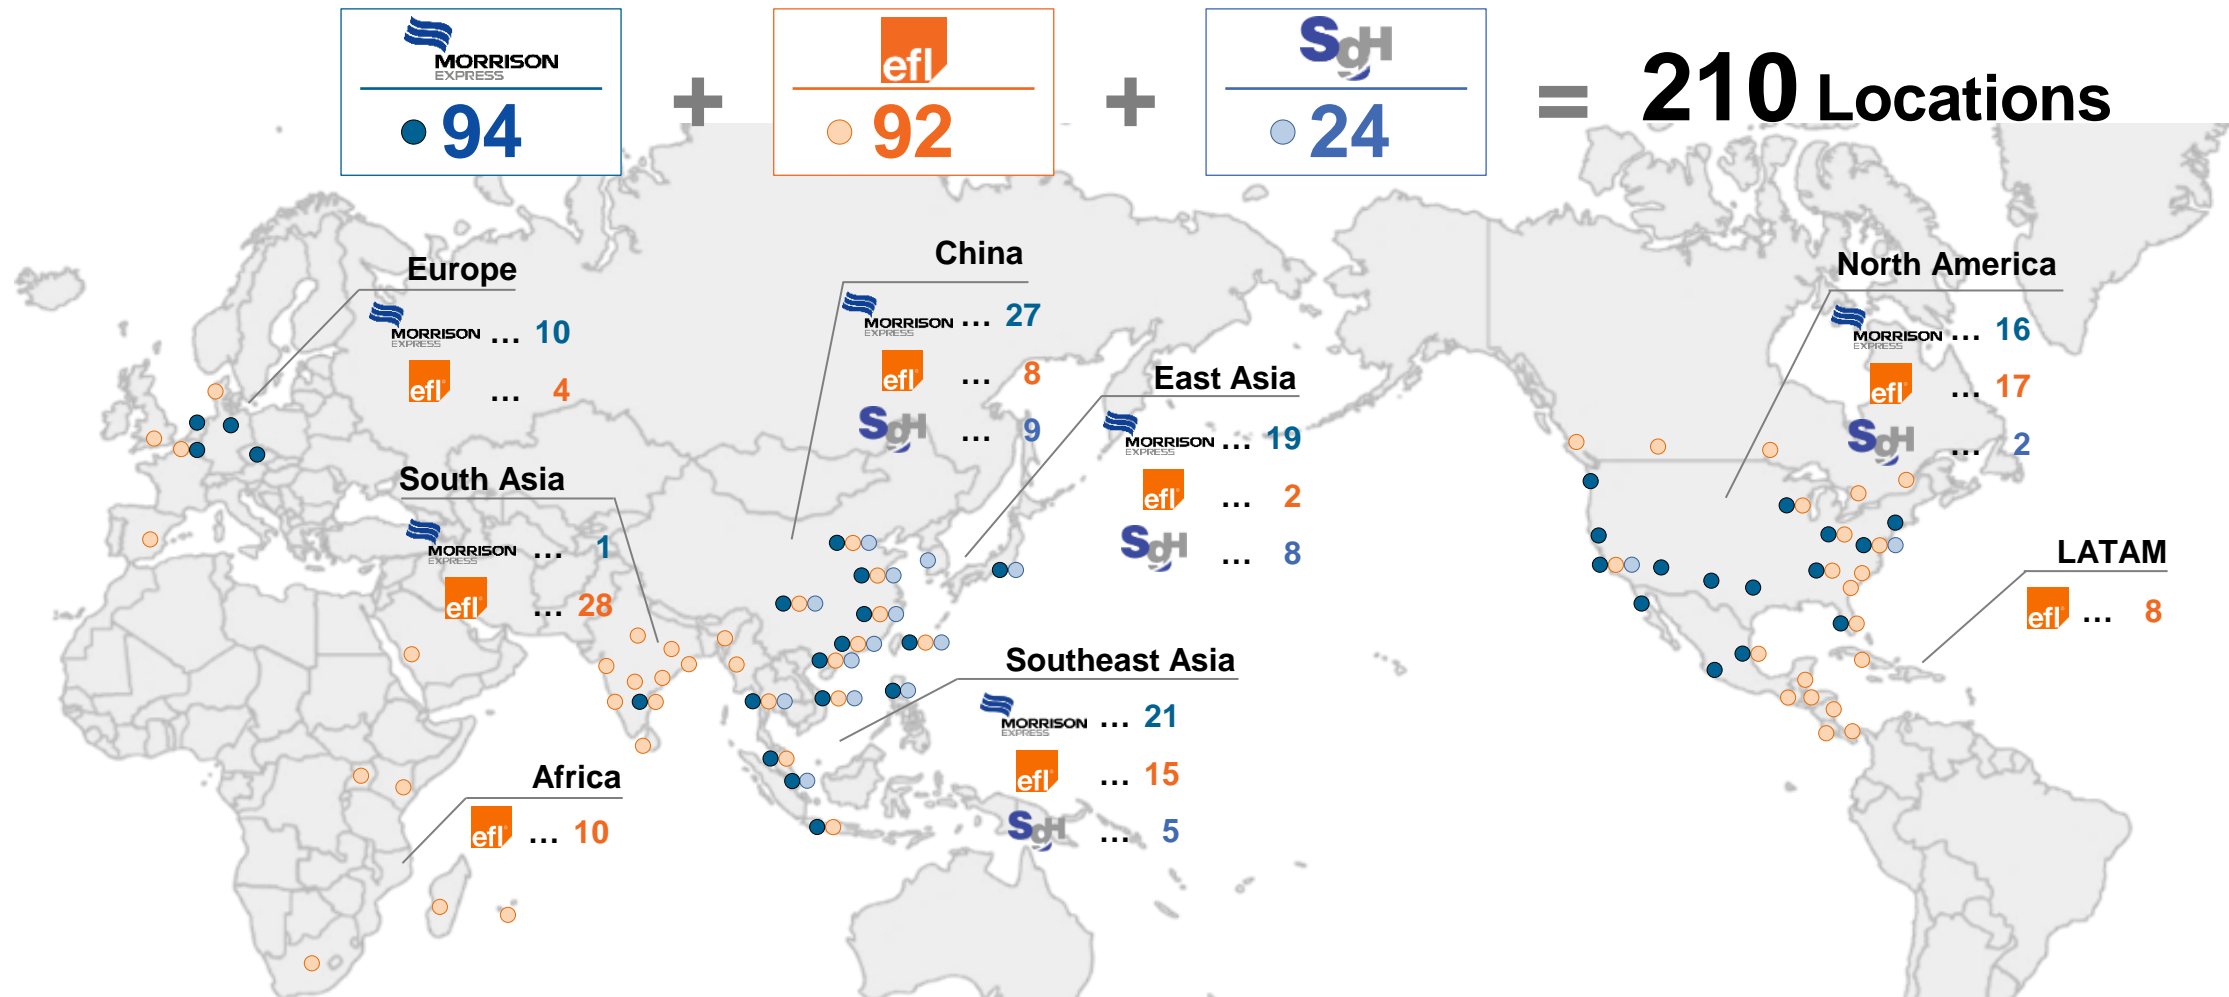 MORRISON
EXPRESS
94
+
efl
92
+
SGH
24
= 210 Locations
Europe
MORRISON
EXPRESS
... 10
efl ... 4
China
MORRISON
EXPRESS
... 27
efl ... 8
SGH ... 9
East Asia
MORRISON
EXPRESS
... 19
efl ... 2
SGH ... 8
North America
MORRISON
EXPRESS
... 16
efl ... 17
SGH ... 2
South Asia
MORRISON
EXPRESS
... 1
efl ... 28
LATAM
efl ... 8
Southeast Asia
MORRISON
EXPRESS
... 21
efl ... 15
SGH ... 5
Africa
efl ... 10